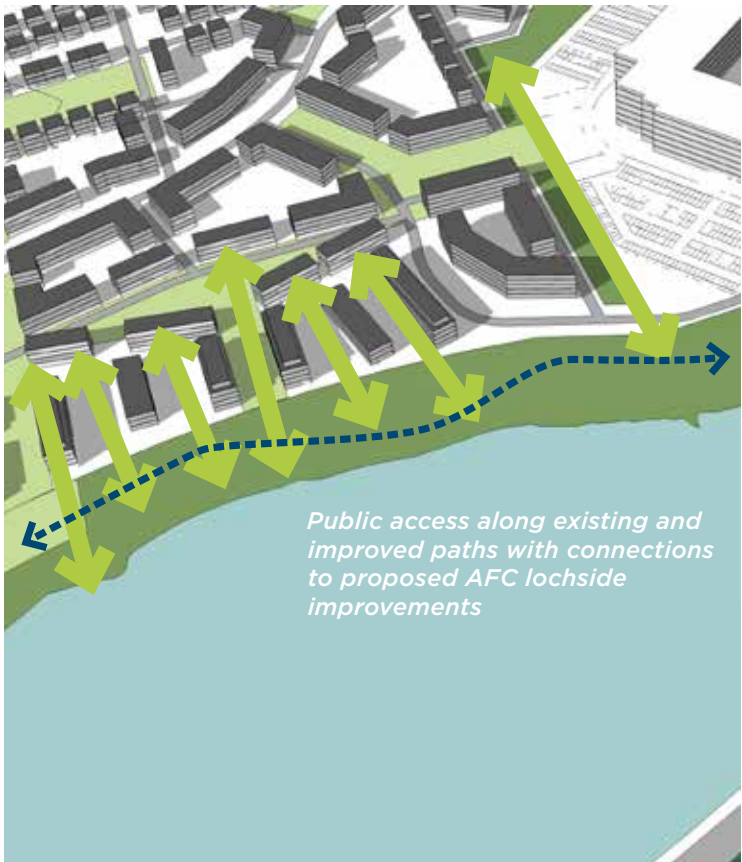 Public access along existing and
improved paths with connections
to proposed AFC lochside
improvements